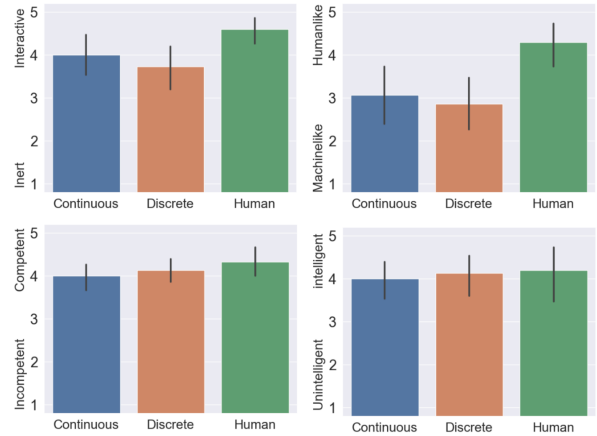 5
4
3
2
1
Interactive
Inert
Continuous Discrete Human
5
4
3
2
1
Humanlike
Machinelike
Continuous Discrete Human
5
4
3
2
1
Competent
Incompetent
Continuous Discrete Human
5
4
3
2
1
intelligent
Unintelligent
Continuous Discrete Human